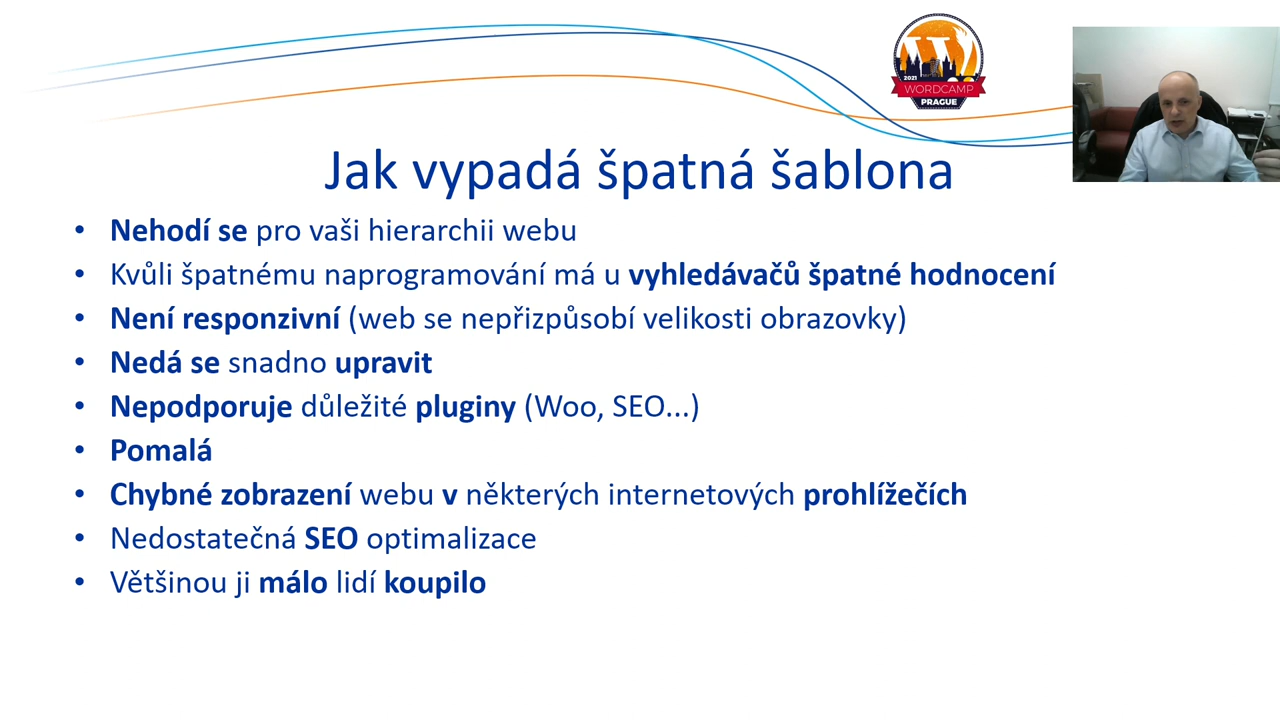 2021
WORDCAMP
PRAGUE
Jak vypadá špatná šablona
• Nehodí se pro vaši hierarchii webu
• Kvůli špatnému naprogramování má u vyhledávačů špatné hodnocení
• Není responzivní (web se nepřizpůsobí velikosti obrazovky)
• Nedá se snadno upravit
• Nepodporuje důležité pluginy (Woo, SEO...)
• Pomalá
• Chybné zobrazení webu v některých internetových prohlížečích
• Nedostatečná SEO optimalizace
• Většinou ji málo lidí koupilo